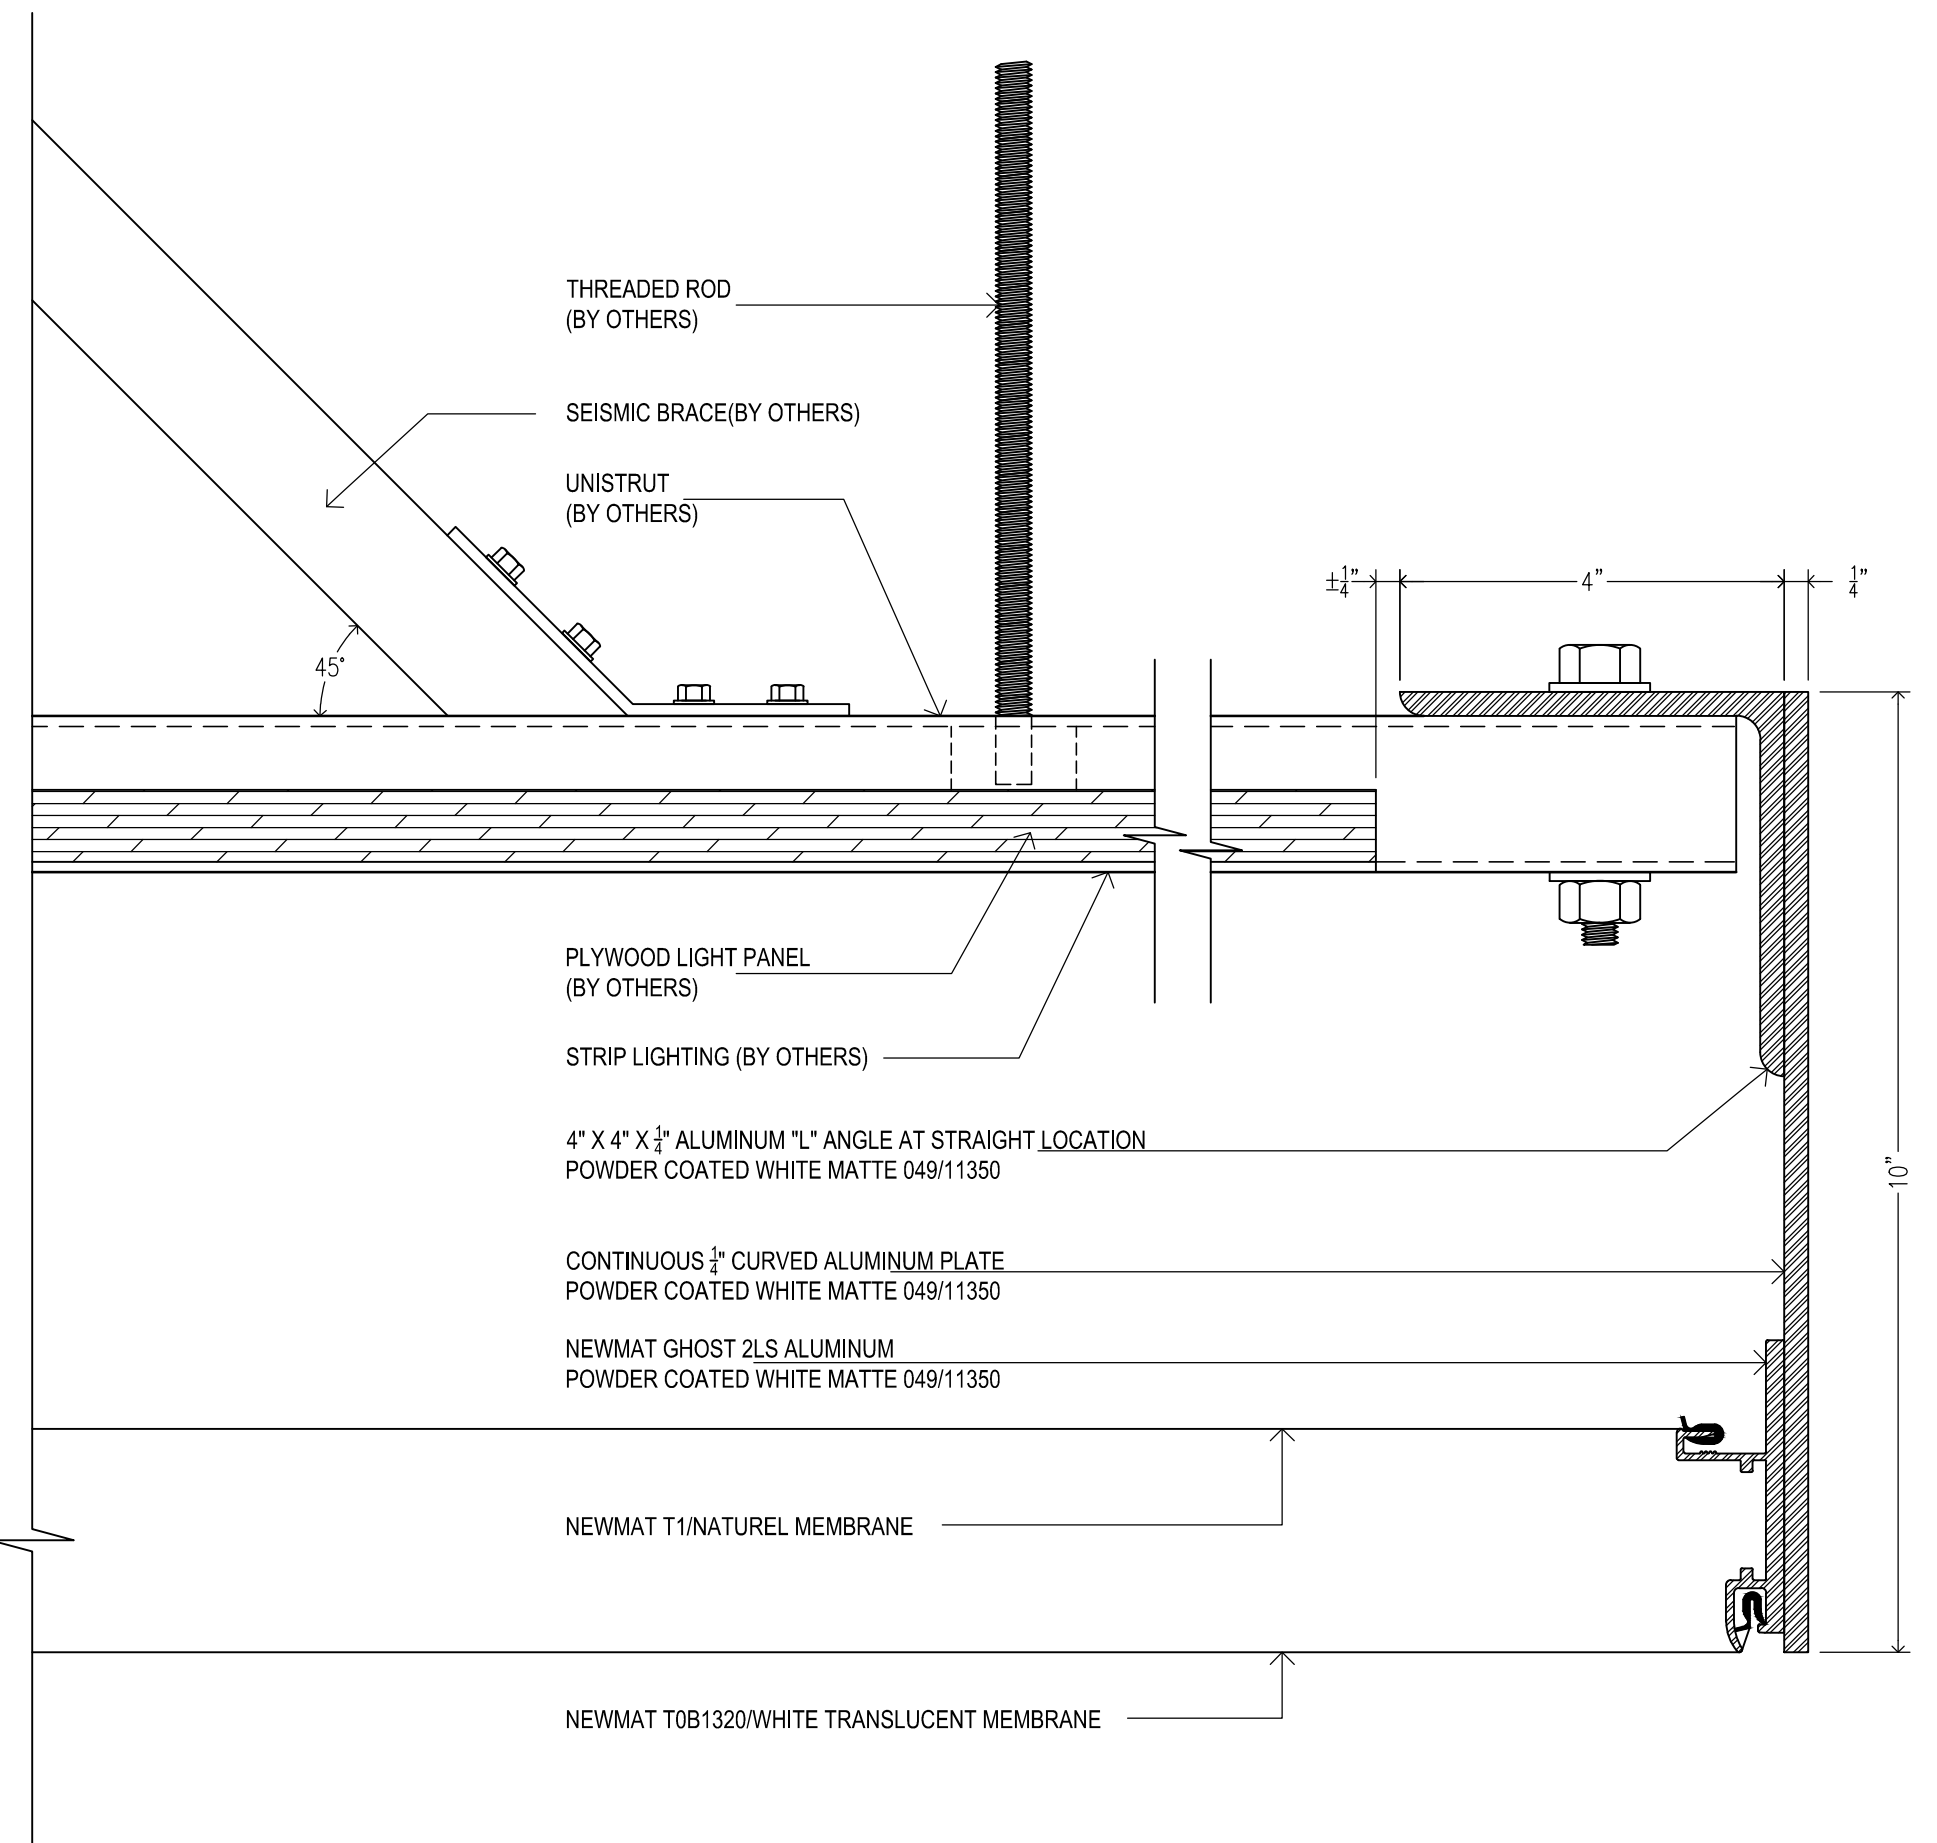 THREADED ROD
(BY OTHERS)
SEISMIC BRACE(BY OTHERS)
UNISTRUT
(BY OTHERS)
±1/4”
4”
1/4”
45°
PLYWOOD LIGHT PANEL
(BY OTHERS)
STRIP LIGHTING (BY OTHERS)
4" X 4" X 1/4" ALUMINUM "L" ANGLE AT STRAIGHT LOCATION
POWDER COATED WHITE MATTE 049/11350
10”
CONTINUOUS 1/4" CURVED ALUMINUM PLATE
POWDER COATED WHITE MATTE 049/11350
NEWMAT GHOST 2LS ALUMINUM
POWDER COATED WHITE MATTE 049/11350
NEWMAT T1/NATUREL MEMBRANE
NEWMAT T0B1320/WHITE TRANSLUCENT MEMBRANE